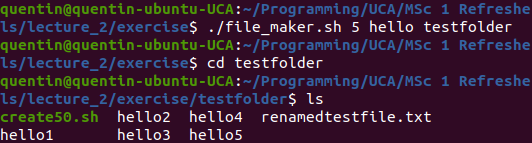 quentin@quentin-ubuntu-UCA:~/Programming/UCA/MSc 1 Refreshe
ls/lecture_2/exercise$ ./file_maker.sh 5 hello testfolder
quentin@quentin-ubuntu-UCA:~/Programming/UCA/MSc 1 Refreshe
ls/lecture_2/exercise$ cd testfolder
quentin@quentin-ubuntu-UCA:~/Programming/UCA/MSc 1 Refreshe
ls/lecture_2/exercise/testfolder$ ls
create50.sh  hello2  hello4  renamedtestfile.txt
hello1       hello3  hello5